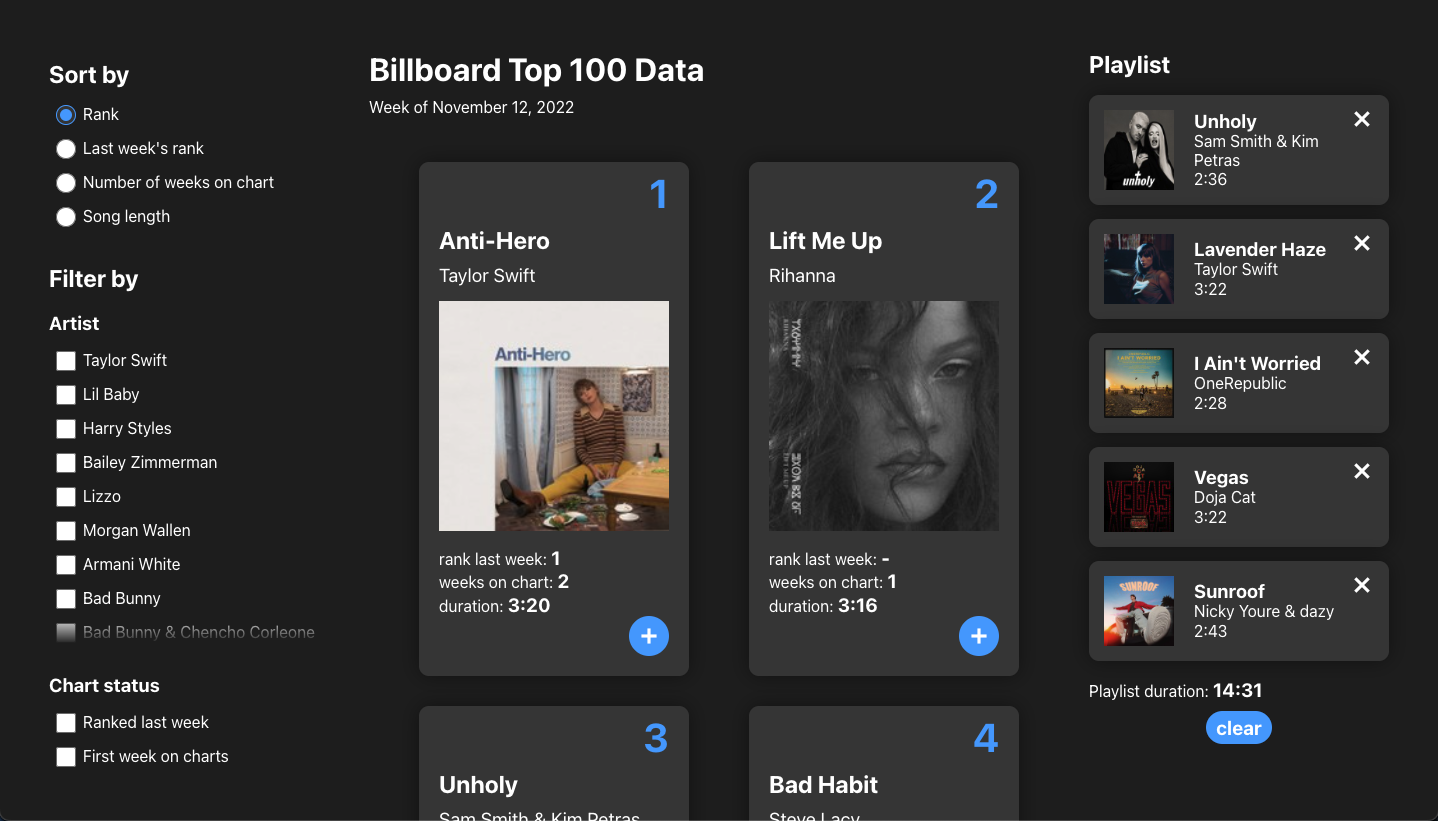 Sort by
Rank
Last week's rank
Number of weeks on chart
Song length
Filter by
Artist
Taylor Swift
Lil Baby
Harry Styles
Bailey Zimmerman
Lizzo
Morgan Wallen
Armani White
Bad Bunny
Bad Bunny & Chencho Corleone
Chart status
Ranked last week
First week on charts
Billboard Top 100 Data
Week of November 12, 2022
1
Anti-Hero
Taylor Swift
Anti-Hero
rank last week: 1
weeks on chart: 2
duration: 3:20
+
2
Lift Me Up
Rihanna
rank last week: -
weeks on chart: 1
duration: 3:16
+
3
Unholy
Sam Smith & Kim Petras
4
Bad Habit
Steve Lacy
Playlist
unholy
Unholy
Sam Smith & Kim
Petras
2:36
Lavender Haze
Taylor Swift
3:22
I AIN'T WORRIED
I Ain't Worried
OneRepublic
2:28
VEGAS
Vegas
Doja Cat
3:22
SUNROOF
Sunroof
Nicky Youre & dazy
2:43
Playlist duration: 14:31
clear